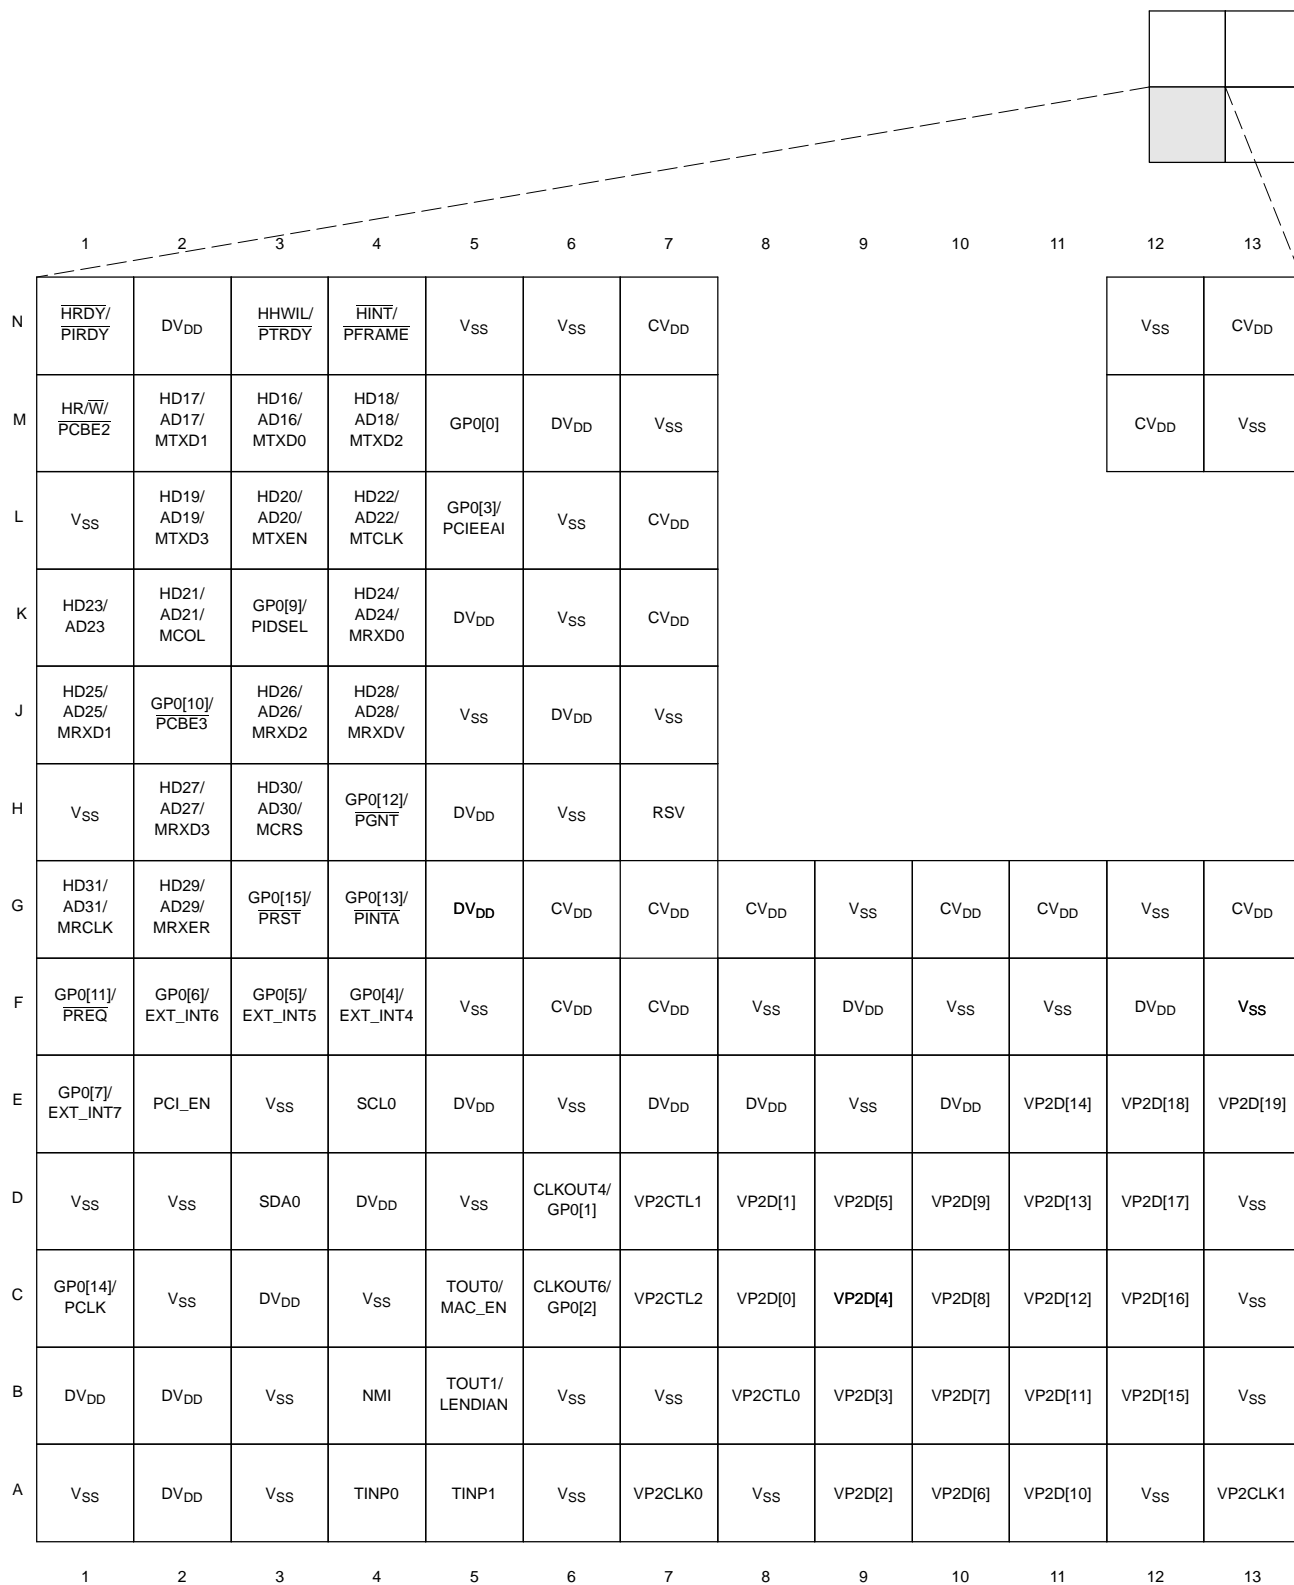 1 2 3 4 5 6 7 8 9 10 11 12 13
N
HRDY/
PIRDY
DVDD
HHWIL/
PTRDY
HINT/
PFRAME
VSS
VSS
CVDD
VSS
CVDD
M
HR/W/
PCBE2
HD17/
AD17/
MTXD1
HD16/
AD16/
MTXD0
HD18/
AD18/
MTXD2
GP0[0]
DVDD
VSS
CVDD
VSS
L
VSS
HD19/
AD19/
MTXD3
HD20/
AD20/
MTXEN
HD22/
AD22/
MTCLK
GP0[3]/
PCIEEAI
VSS
CVDD
K
HD23/
AD23
HD21/
AD21/
MCOL
GP0[9]/
PIDSEL
HD24/
AD24/
MRXD0
DVDD
VSS
CVDD
J
HD25/
AD25/
MRXD1
GP0[10]/
PCBE3
HD26/
AD26/
MRXD2
HD28/
AD28/
MRXDV
VSS
DVDD
VSS
H
VSS
HD27/
AD27/
MRXD3
HD30/
AD30/
MCRS
GP0[12]/
PGNT
DVDD
VSS
RSV
G
HD31/
AD31/
MRCLK
HD29/
AD29/
MRXER
GP0[15]/
PRST
GP0[13]/
PINTA
DVDD
CVDD
CVDD
CVDD
VSS
CVDD
CVDD
VSS
CVDD
F
GP0[11]/
PREQ
GP0[6]/
EXT_INT6
GP0[5]/
EXT_INT5
GP0[4]/
EXT_INT4
VSS
CVDD
CVDD
VSS
DVDD
VSS
VSS
DVDD
VSS
E
GP0[7]/
EXT_INT7
PCI_EN
VSS
SCL0
DVDD
VSS
DVDD
DVDD
VSS
DVDD
VP2D[14]
VP2D[18]
VP2D[19]
D
VSS
VSS
SDA0
DVDD
VSS
CLKOUT4/
GP0[1]
VP2CTL1
VP2D[1]
VP2D[5]
VP2D[9]
VP2D[13]
VP2D[17]
VSS
C
GP0[14]/
PCLK
VSS
DVDD
VSS
TOUT0/
MAC_EN
CLKOUT6/
GP0[2]
VP2CTL2
VP2D[0]
VP2D[4]
VP2D[8]
VP2D[12]
VP2D[16]
VSS
B
DVDD
DVDD
VSS
NMI
TOUT1/
LENDIAN
VSS
VSS
VP2CTL0
VP2D[3]
VP2D[7]
VP2D[11]
VP2D[15]
VSS
A
VSS
DVDD
VSS
TINP0
TINP1
VSS
VP2CLK0
VSS
VP2D[2]
VP2D[6]
VP2D[10]
VSS
VP2CLK1
1 2 3 4 5 6 7 8 9 10 11 12 13